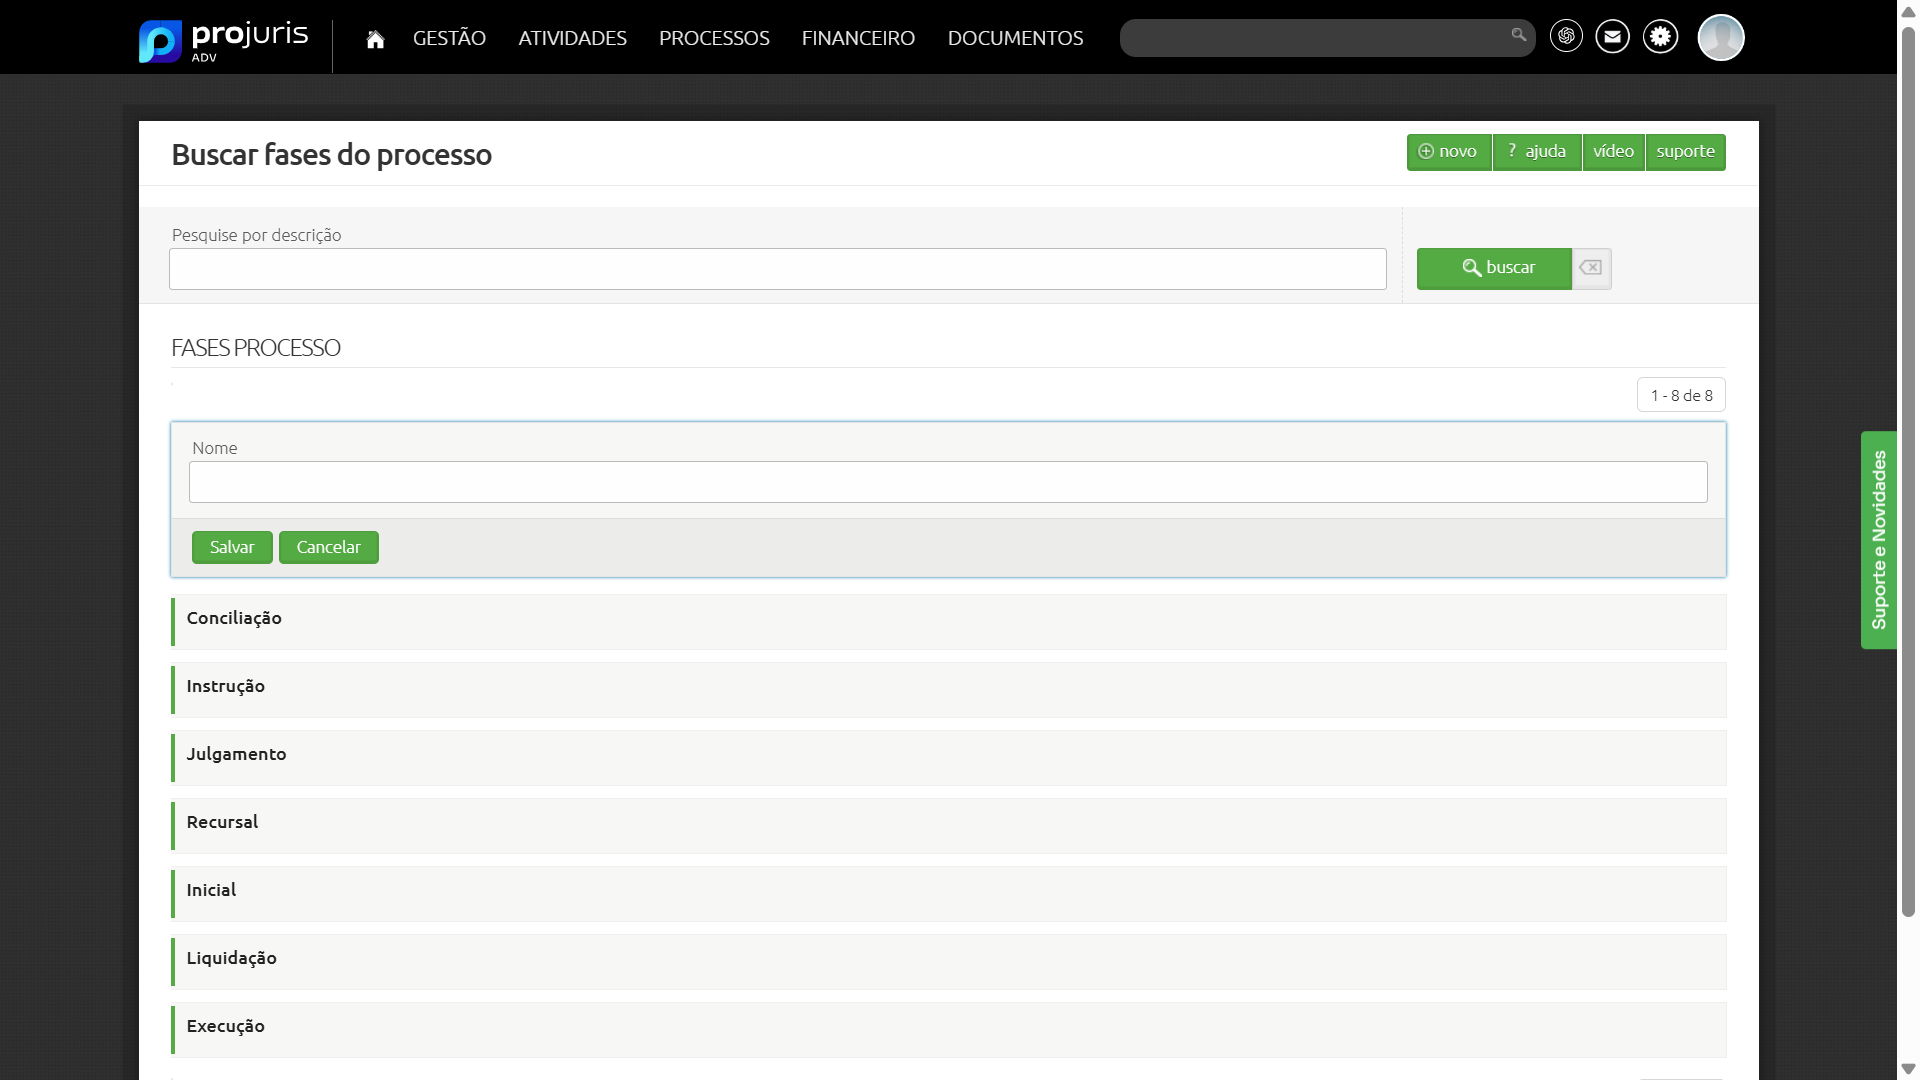 projuris
ADV
GESTÃO
ATIVIDADES
PROCESSOS
FINANCEIRO
DOCUMENTOS
Buscar fases do processo
novo
? ajuda
vídeo
suporte
Pesquise por descrição
buscar
FASES PROCESSO
1 - 8 de 8
Nome
Salvar
Cancelar
Conciliação
Instrução
Julgamento
Recursal
Inicial
Liquidação
Execução
Suporte e Novidades